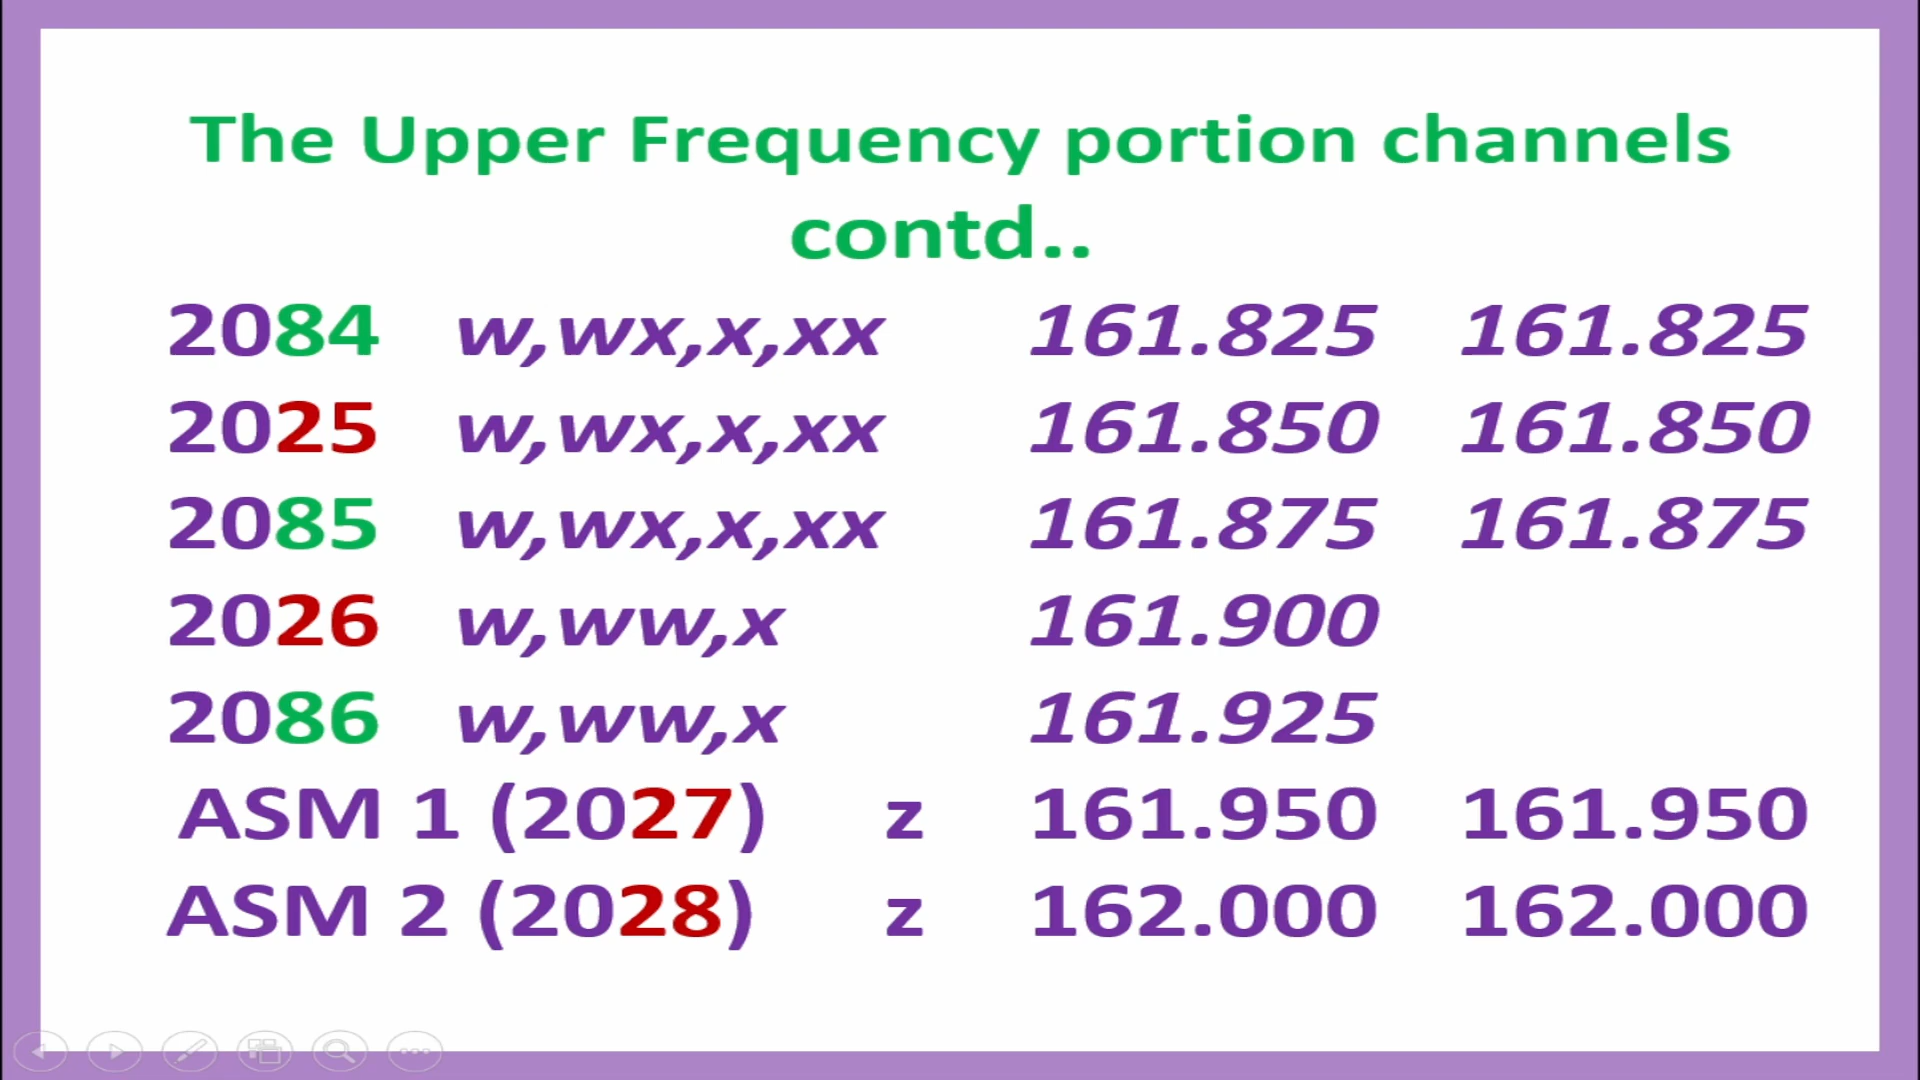 The Upper Frequency portion channels
contd..
2084 w,wx,x,xx 161.825 161.825
2025 w,wx,x,xx 161.850 161.850
2085 w,wx,x,xx 161.875 161.875
2026 w,ww,x 161.900
2086 w,ww,x 161.925
ASM 1 (2027) z 161.950 161.950
ASM 2 (2028) z 162.000 162.000